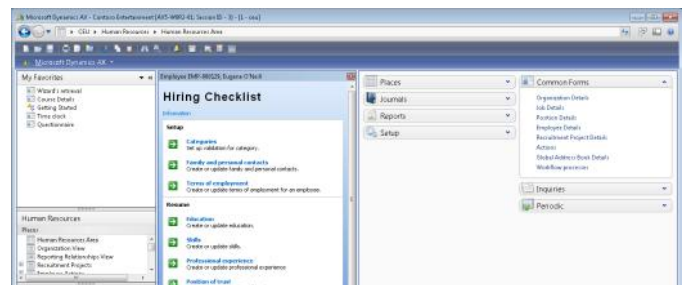 Microsoft Dynamics AX - Contoso Entertainment
CEU
Human Resources
Human Resources Area
Microsoft Dynamics AX
My Favorites
Wizard's retrieval
Course Details
Getting Started
Time clock
Questionnaire
Human Resources
Places
Human Resources Area
Organization View
Reporting Relationships View
Recruitment Projects
Hiring Checklist
Information
Setup
Categories
Set up validation for category.
Family and personal contacts
Create or update family and personal contacts.
Terms of employment
Create or update terms of employment for an employee.
Resume
Education
Create or update education.
Skills
Create or update skills.
Professional experience
Create or update professional experience
Position of trust
Places
Journals
Reports
Setup
Common Forms
Organization Details
Job Details
Position Details
Employee Details
Recruitment Project Details
Actions
Global Address Book Details
Workflow processes
Inquiries
Periodic